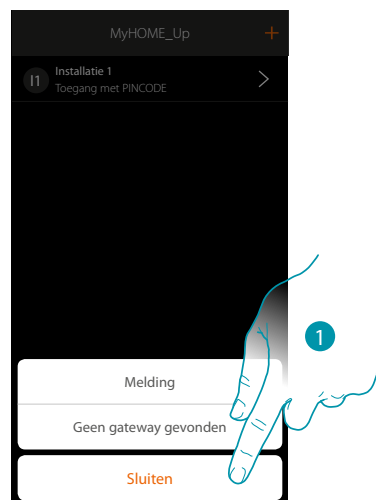 MyHOME_Up +
I1
Installatie 1
Toegang met PINCODE
1
Melding
Geen gateway gevonden
Sluiten